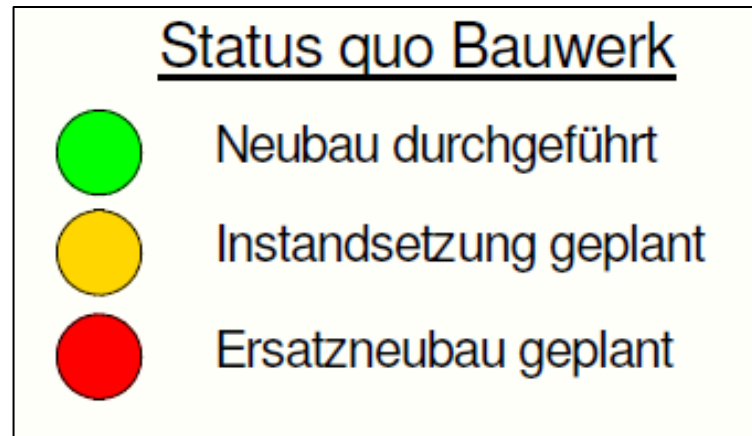 Status quo Bauwerk
Neubau durchgeführt
Instandsetzung geplant
Ersatzneubau geplant